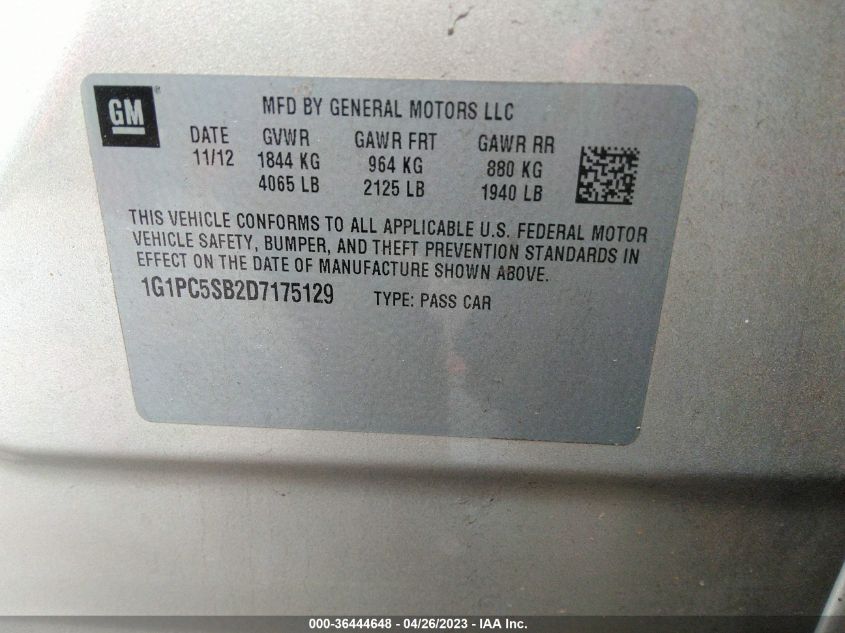 GM
MFD BY GENERAL MOTORS LLC
DATE GVWR GAWR FRT GAWR RR
11/12 1844 KG 964 KG 880 KG
4065 LB 2125 LB 1940 LB
THIS VEHICLE CONFORMS TO ALL APPLICABLE U.S. FEDERAL MOTOR
VEHICLE SAFETY, BUMPER, AND THEFT PREVENTION STANDARDS IN
EFFECT ON THE DATE OF MANUFACTURE SHOWN ABOVE.
1G1PC5SB2D7175129 TYPE: PASS CAR
000-36444648 - 04/26/2023 - IAA Inc.